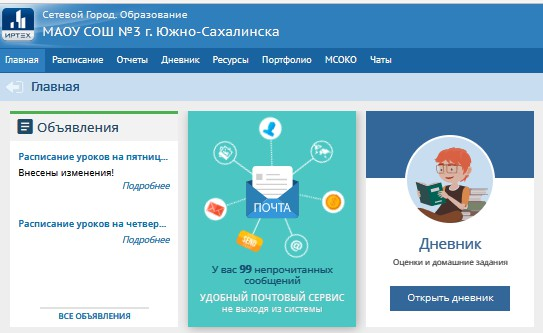 ИРТЕХ
Сетевой Город. Образование
МАОУ СОШ №3 г. Южно-Сахалинска
Главная Расписание Отчеты Дневник Ресурсы Портфолио МСОКО Чаты
Главная
Объявления
Расписание уроков на пятниц...
Внесены изменения!
Подробнее
Расписание уроков на четвер...
Подробнее
ВСЕ ОБЪЯВЛЕНИЯ
ПОЧТА
SEND
@
У вас 99 непрочитанных
сообщений
УДОБНЫЙ ПОЧТОВЫЙ СЕРВИС
не выходя из системы
Дневник
Оценки и домашние задания
Открыть дневник